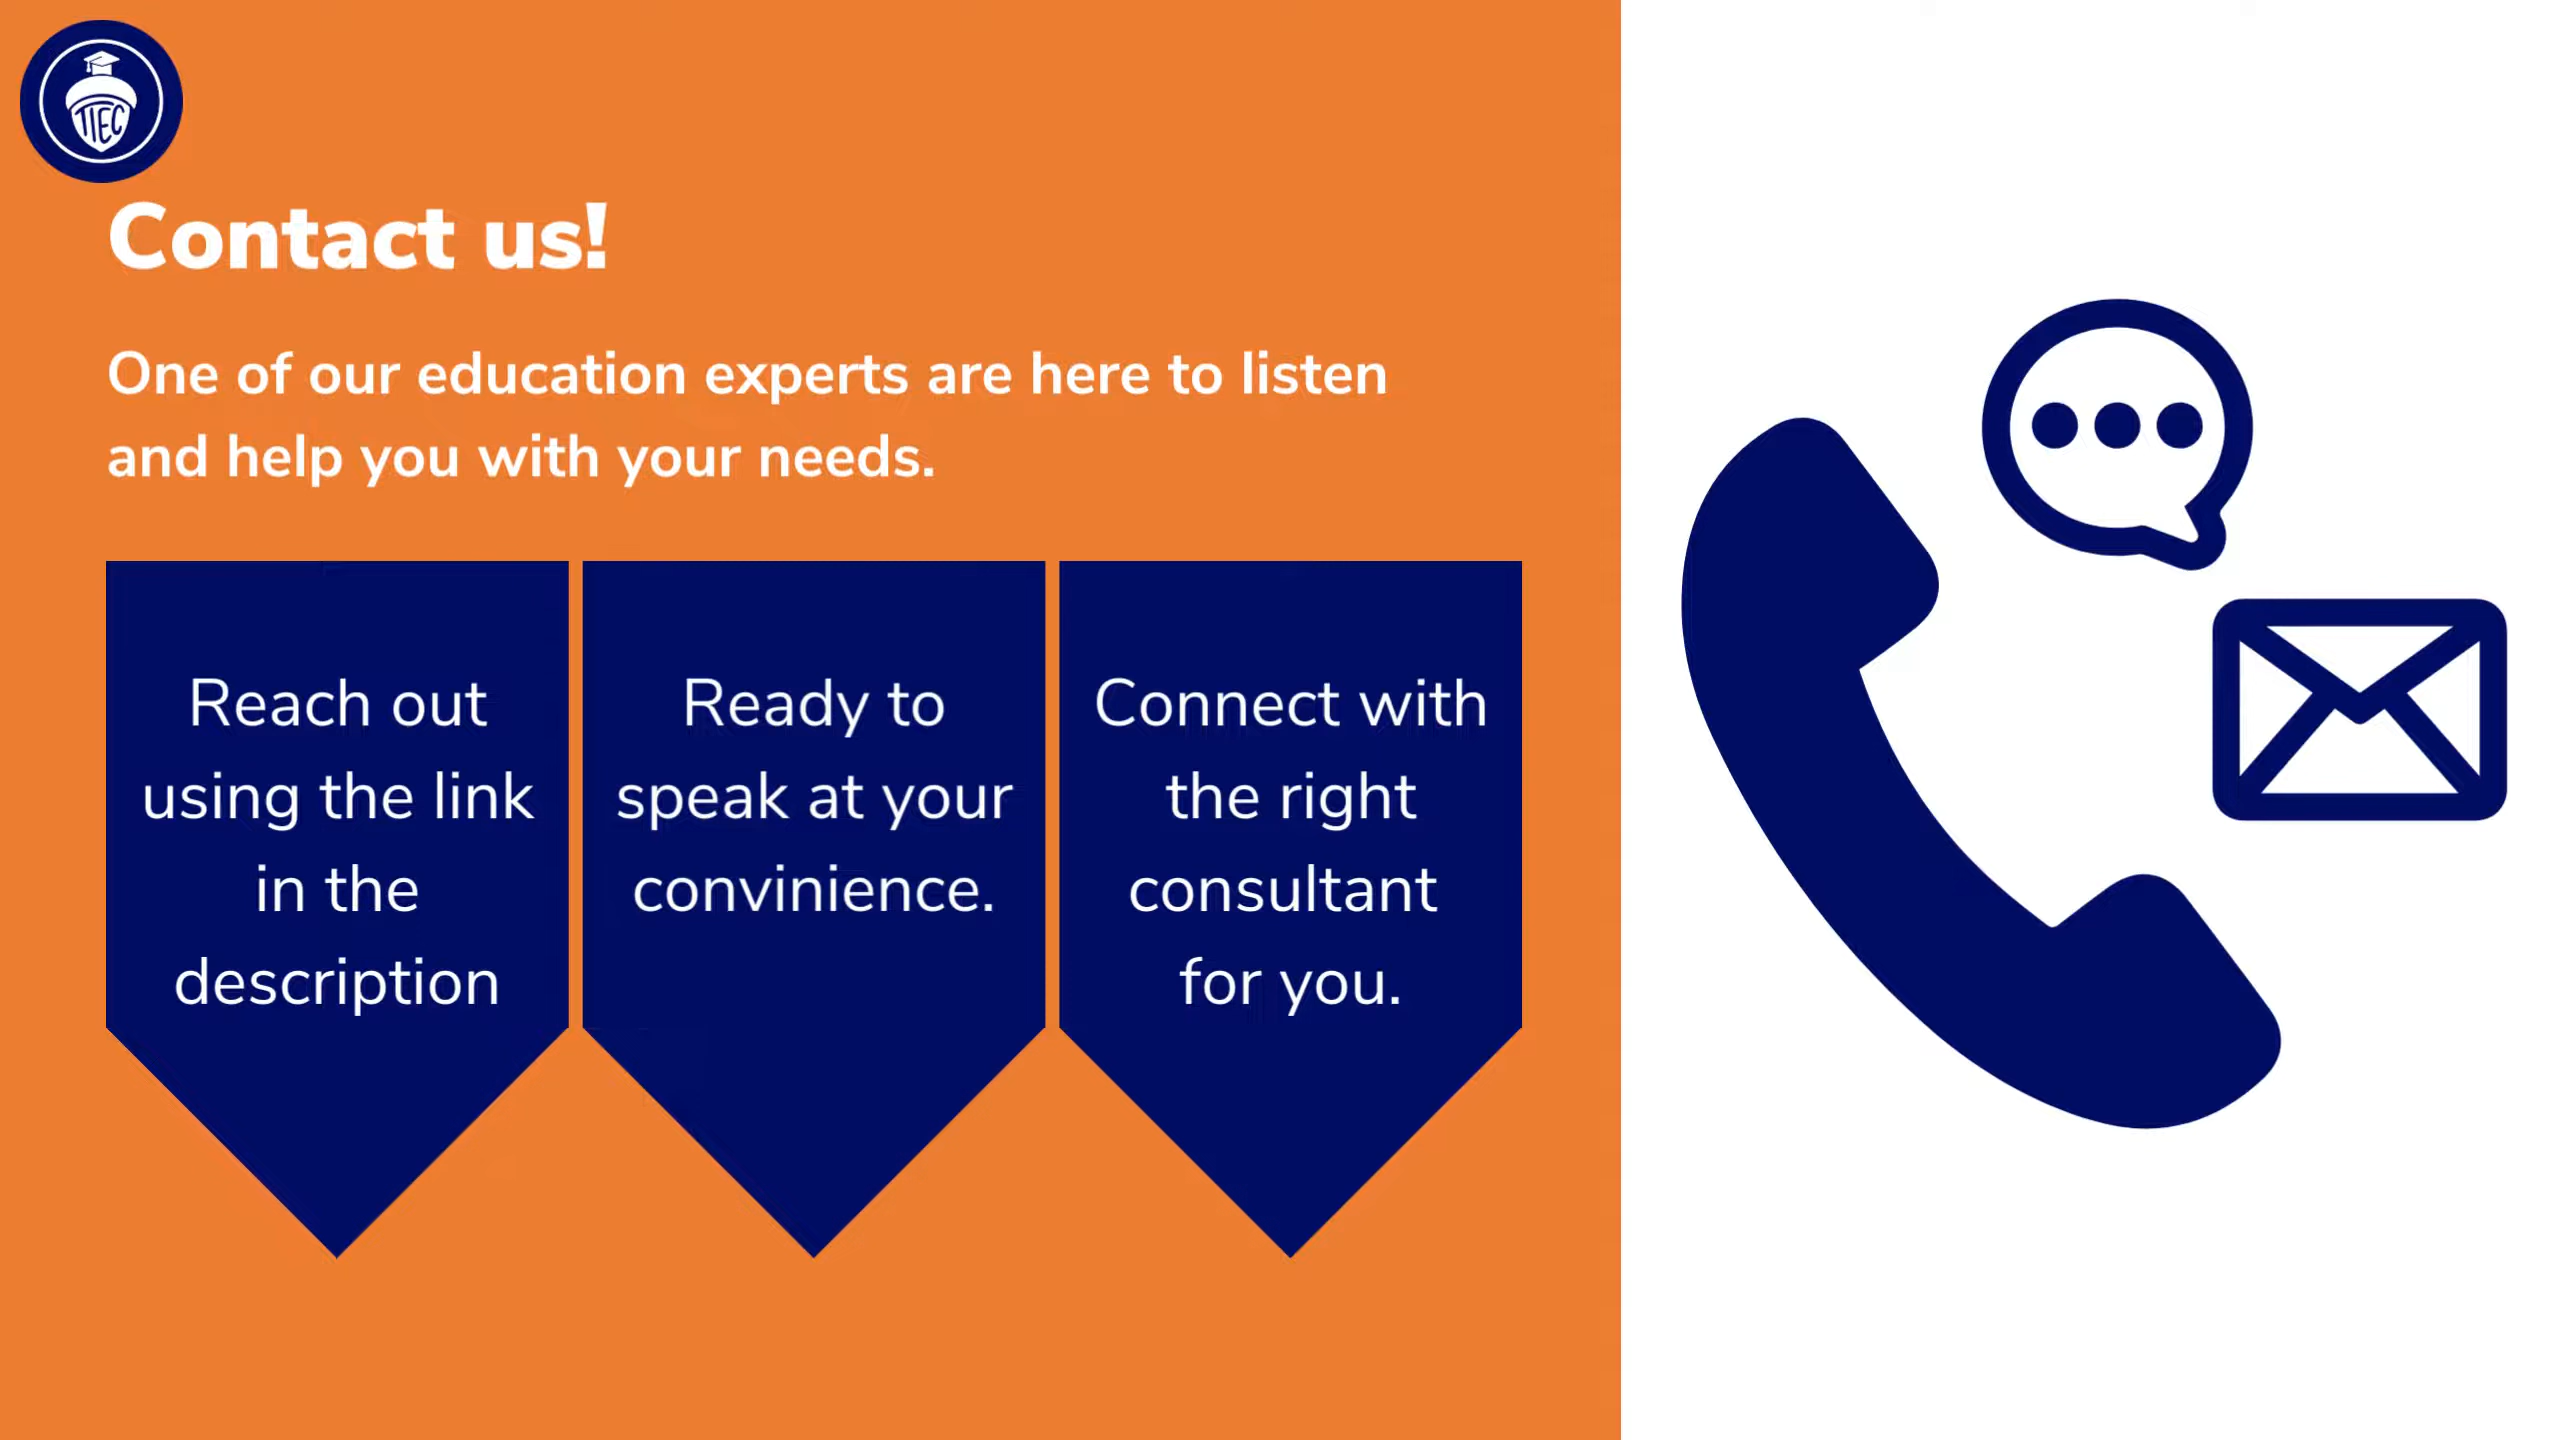 TIEC
Contact us!
One of our education experts are here to listen
and help you with your needs.
Reach out
using the link
in the
description
Ready to
speak at your
convinience.
Connect with
the right
consultant
for you.